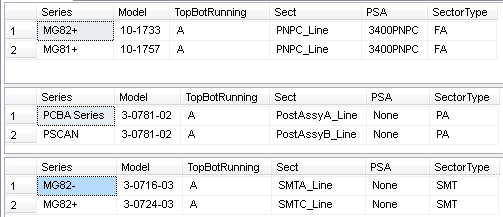 Series Model TopBotRunning Sect PSA SectorType
1 MG82+ 10-1733 A PNPC_Line 3400PNPC FA
2 MG81+ 10-1757 A PNPC_Line 3400PNPC FA
Series Model TopBotRunning Sect PSA SectorType
1 PCBA Series 3-0781-02 A PostAssyA_Line None PA
2 PSCAN 3-0781-02 A PostAssyB_Line None PA
Series Model TopBotRunning Sect PSA SectorType
1 MG82- 3-0716-03 A SMTA_Line None SMT
2 MG82+ 3-0724-03 A SMTC_Line None SMT